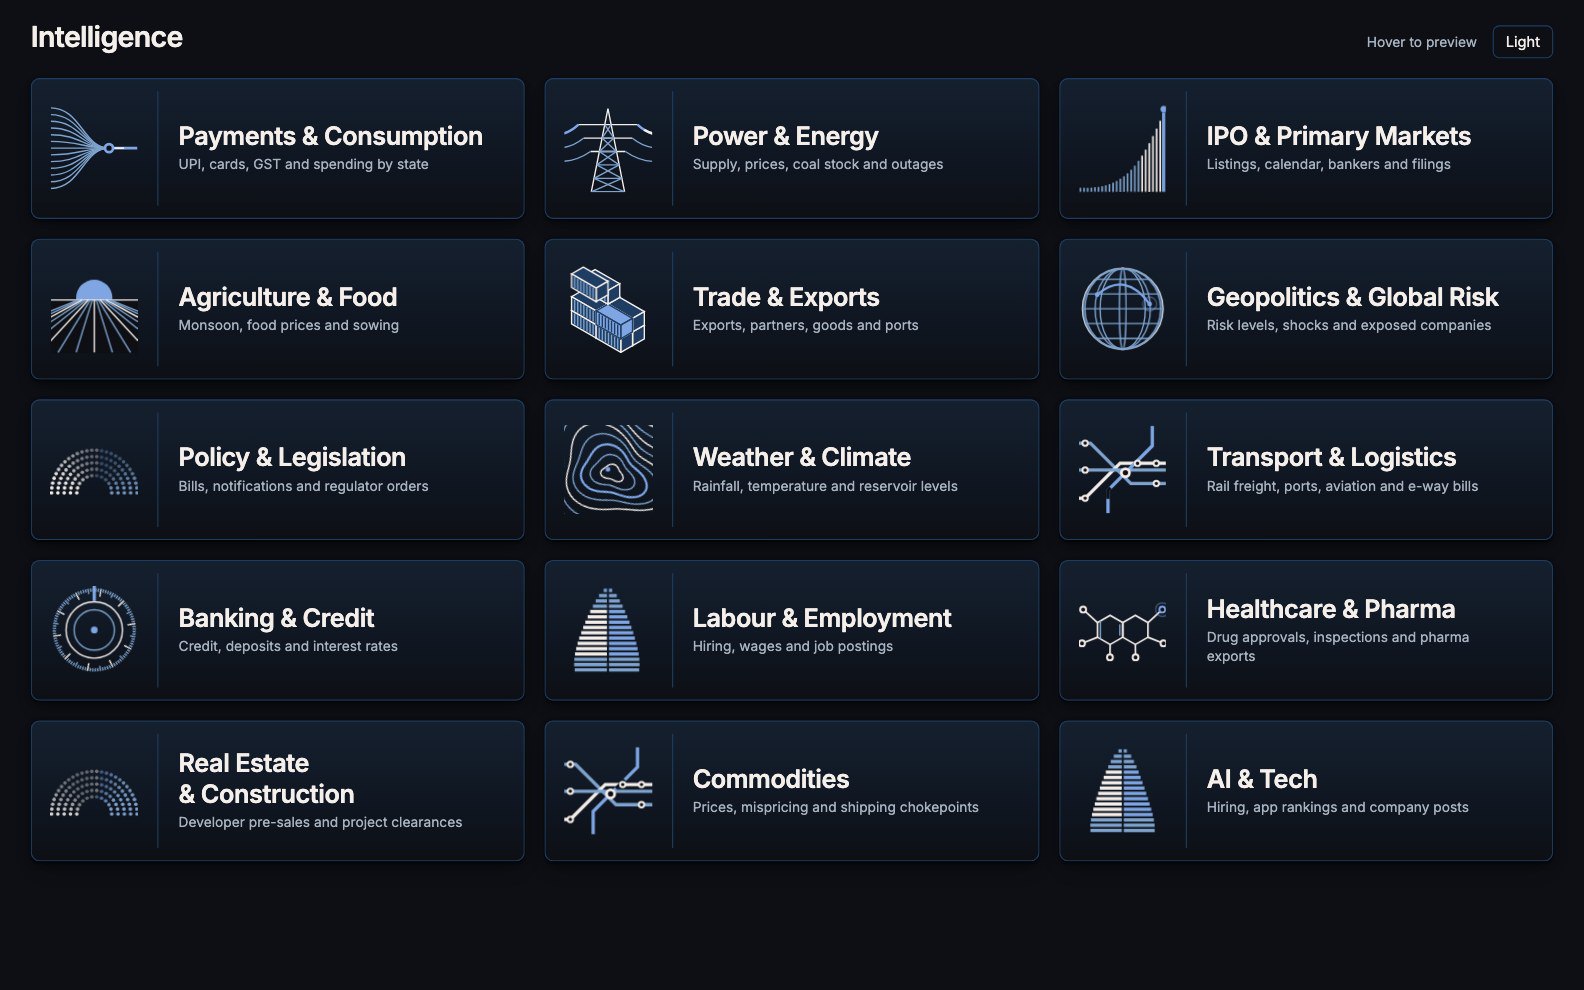 Intelligence
Hover to preview
Light
Payments & Consumption
UPI, cards, GST and spending by state
Power & Energy
Supply, prices, coal stock and outages
IPO & Primary Markets
Listings, calendar, bankers and filings
Agriculture & Food
Monsoon, food prices and sowing
Trade & Exports
Exports, partners, goods and ports
Geopolitics & Global Risk
Risk levels, shocks and exposed companies
Policy & Legislation
Bills, notifications and regulator orders
Weather & Climate
Rainfall, temperature and reservoir levels
Transport & Logistics
Rail freight, ports, aviation and e-way bills
Banking & Credit
Credit, deposits and interest rates
Labour & Employment
Hiring, wages and job postings
Healthcare & Pharma
Drug approvals, inspections and pharma
exports
Real Estate
& Construction
Developer pre-sales and project clearances
Commodities
Prices, mispricing and shipping chokepoints
AI & Tech
Hiring, app rankings and company posts